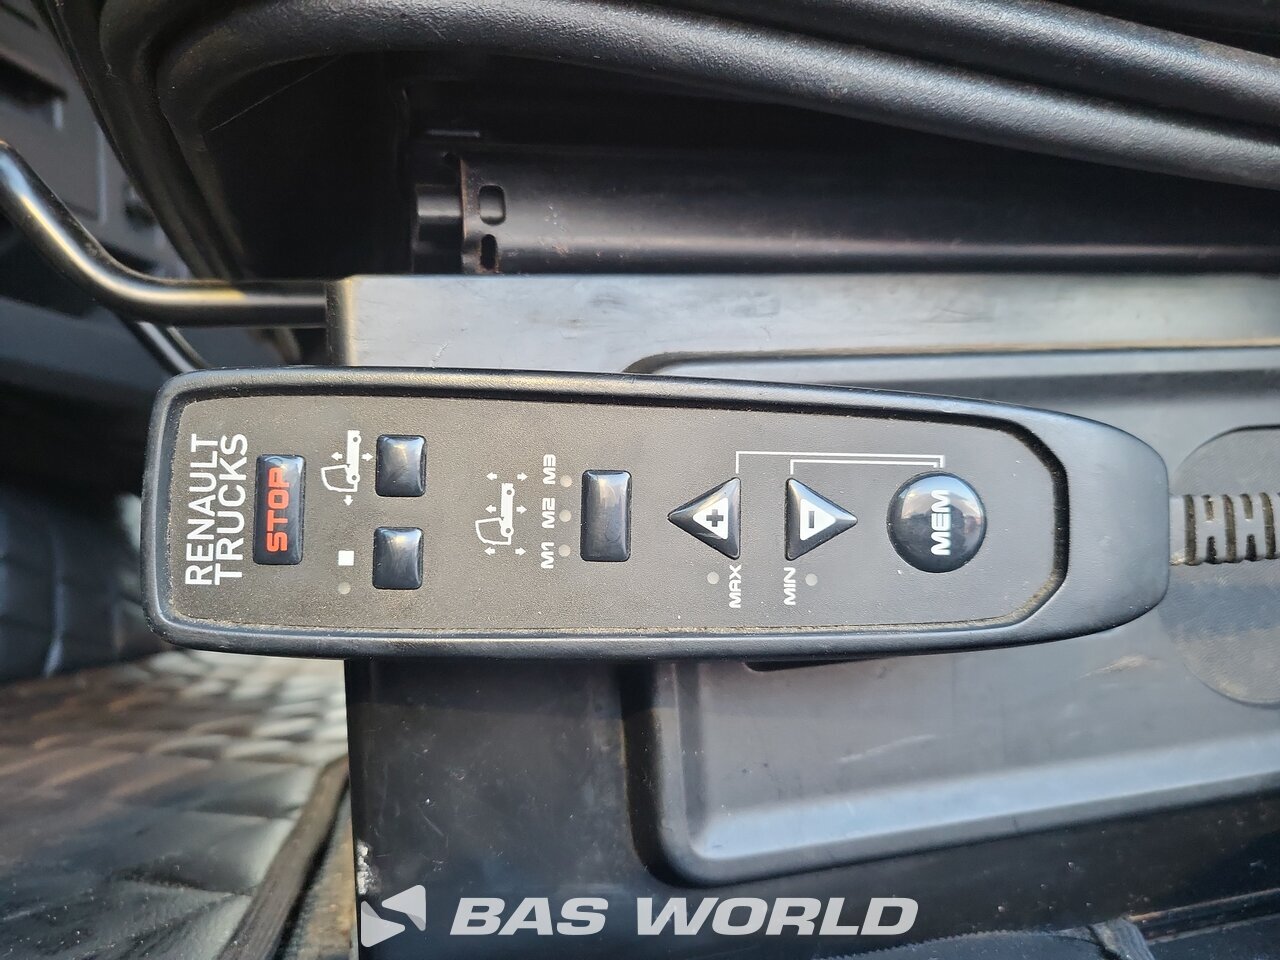 RENAULT
TRUCKS
STOP
M1 M2 M3
+
MAX
-
MIN
MEM
BAS WORLD